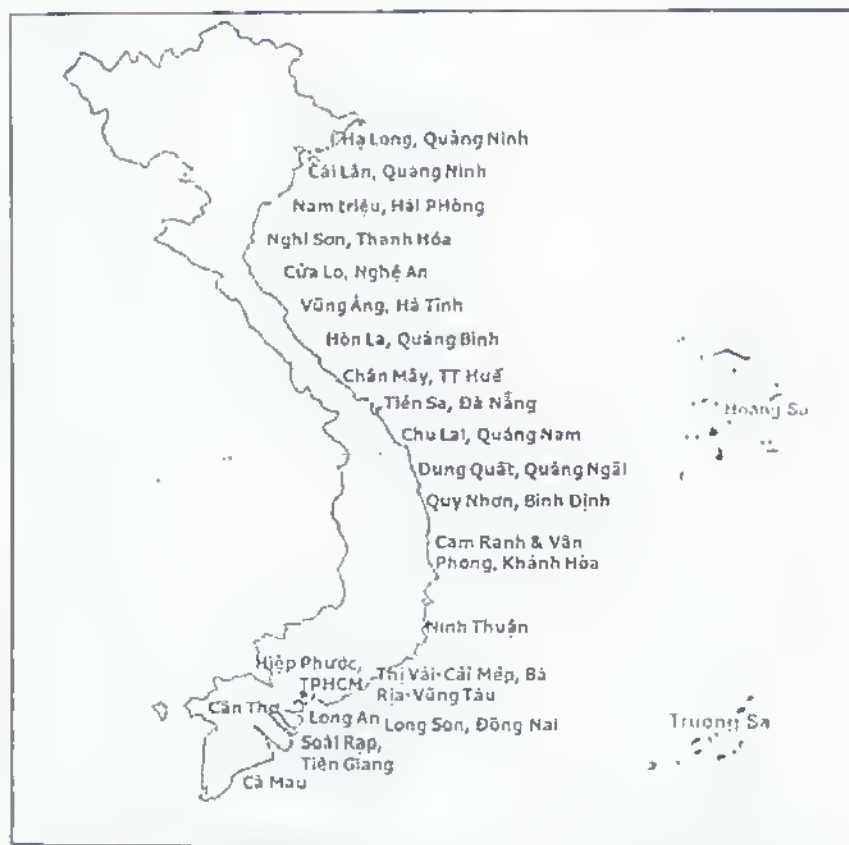 Hạ Long, Quảng Ninh
Cái Lân, Quảng Ninh
Nam triệu, Hải PHòng
Nghi Sơn, Thanh Hóa
Cửa Lo, Nghệ An
Vũng Áng, Hà Tĩnh
Hòn La, Quảng Bình
Chân Mây, TT Huế
Tiên Sa, Đà Nẵng
Hoàng Sa
Chu Lai, Quảng Nam
Dung Quất, Quảng Ngãi
Quy Nhơn, Bình Định
Cam Ranh & Vân
Phong, Khánh Hòa
Ninh Thuận
Hiệp Phước,
TPHCM
Thị Vải-Cái Mép, Bà
Rịa-Vũng Tàu
Cần Thơ
Long An
Long Sơn, Đồng Nai
Trường Sa
Soài Rạp,
Tiền Giang
Cà Mau